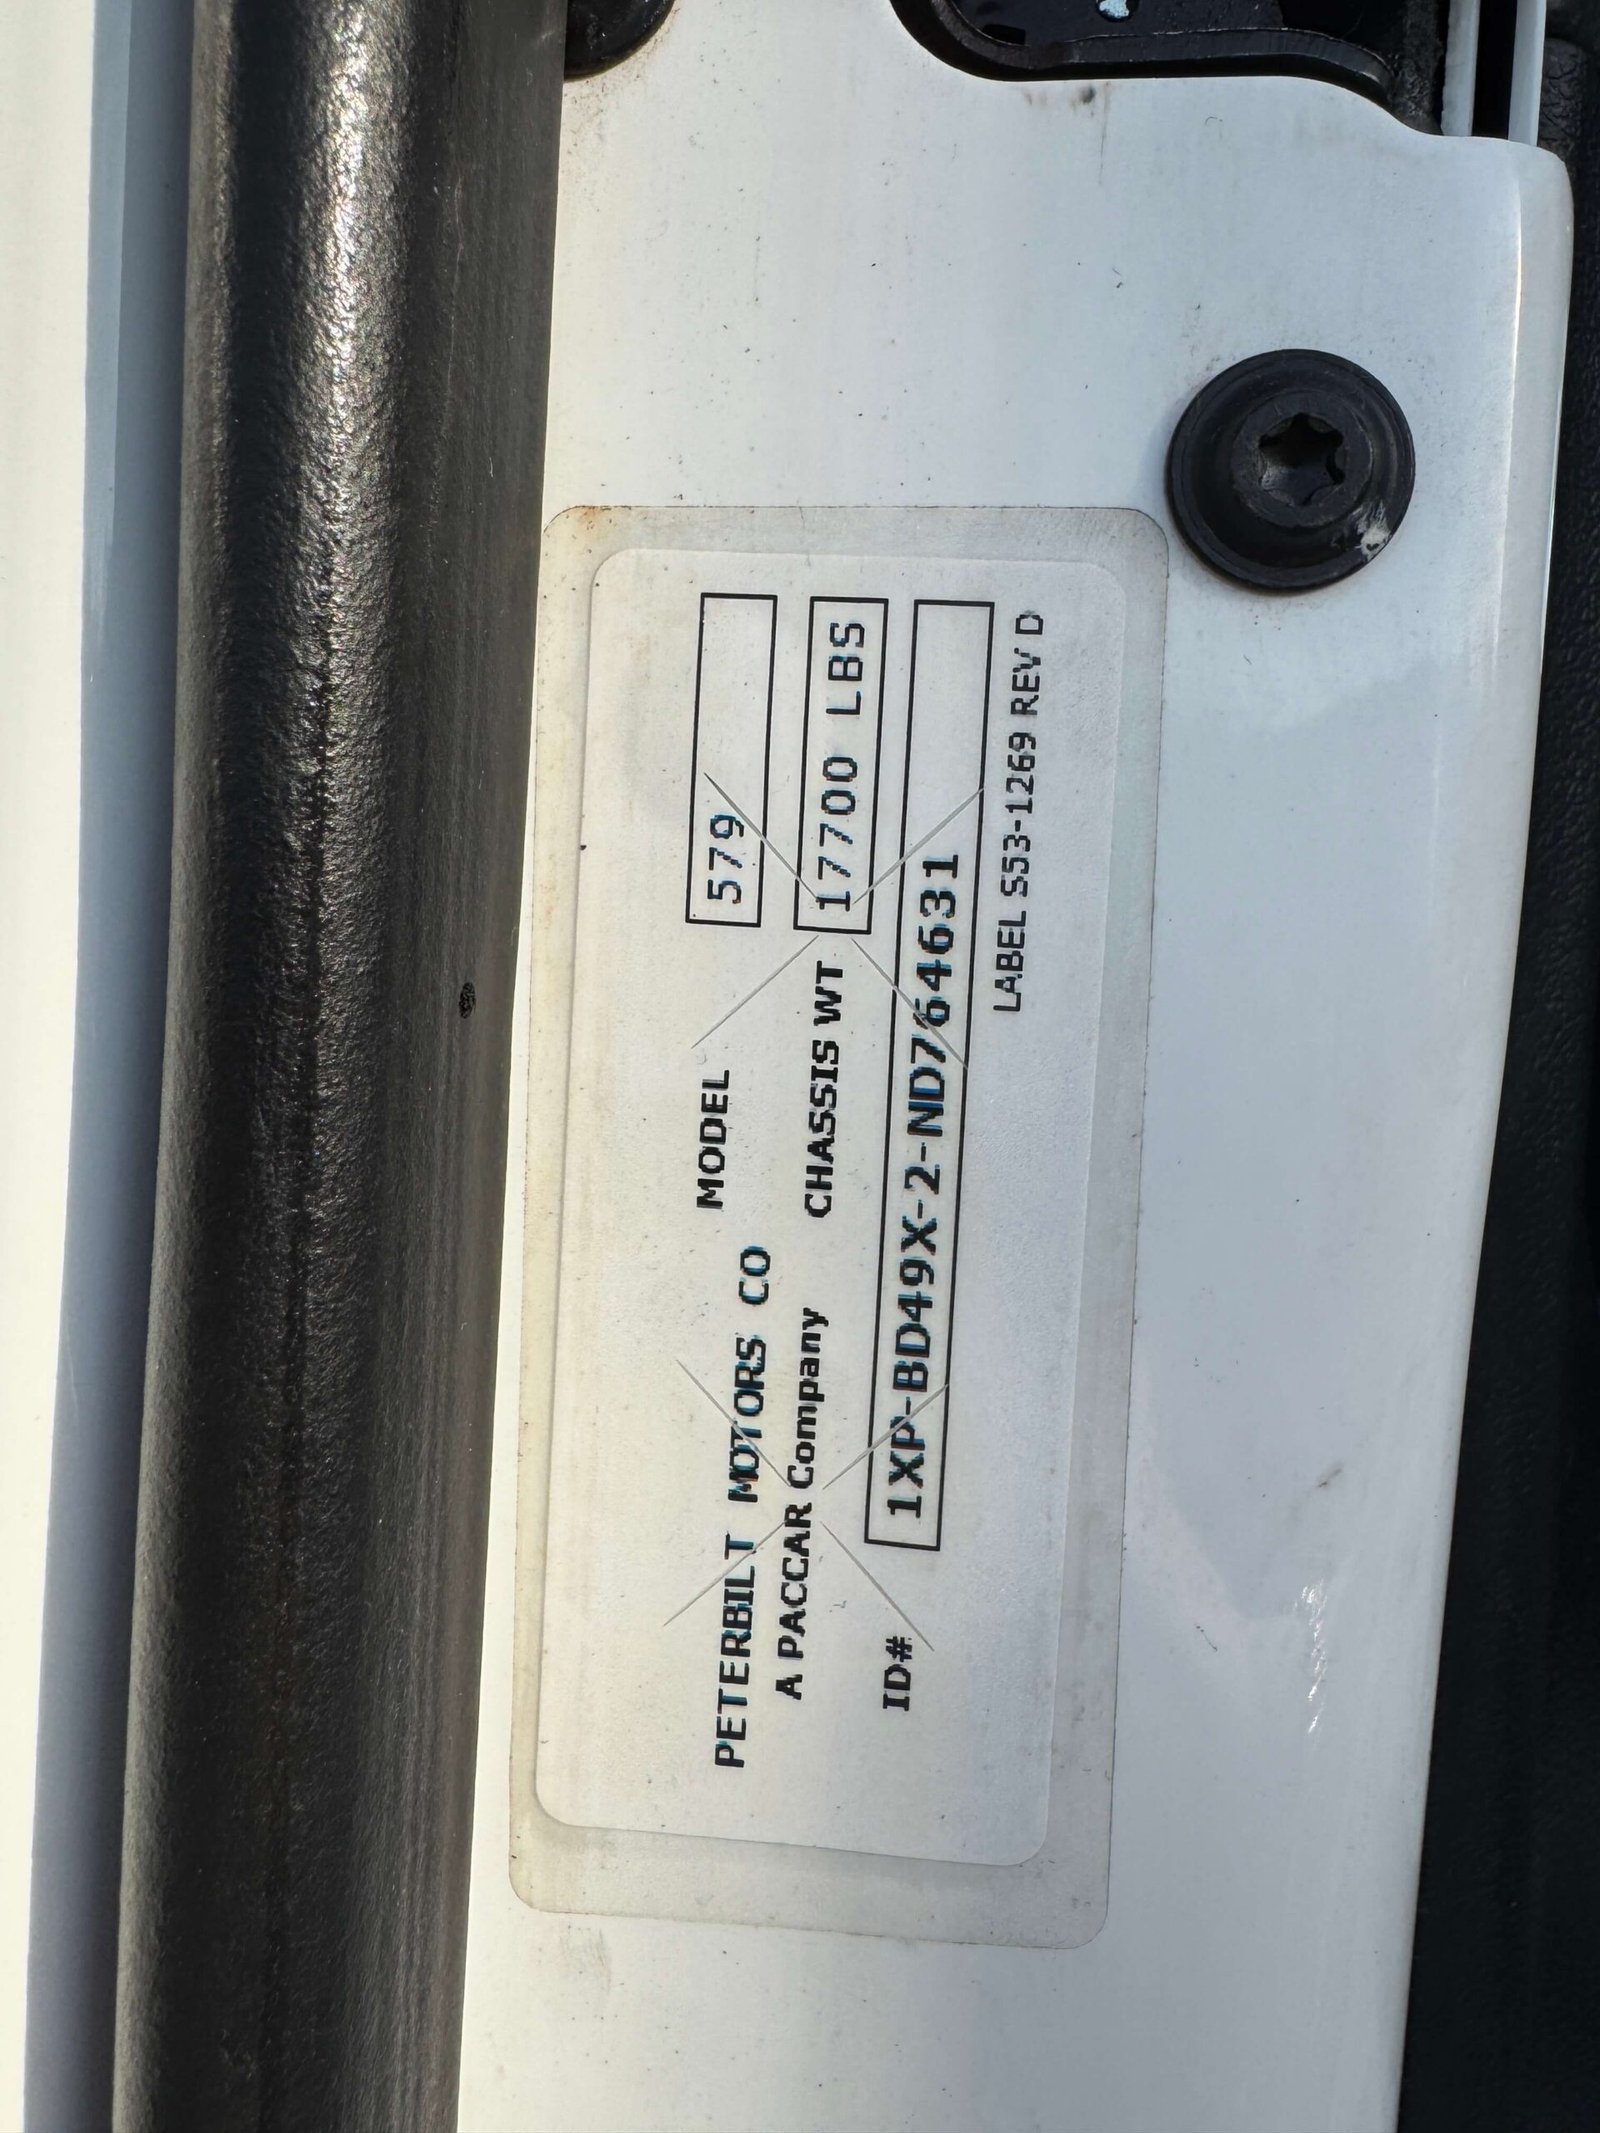 PETERBILT MOTORS CO
A PACCAR Company
MODEL 579
CHASSIS WT 17700 LBS
ID# 1XP-BD49X-2-ND764631
LABEL S53-1269 REV D